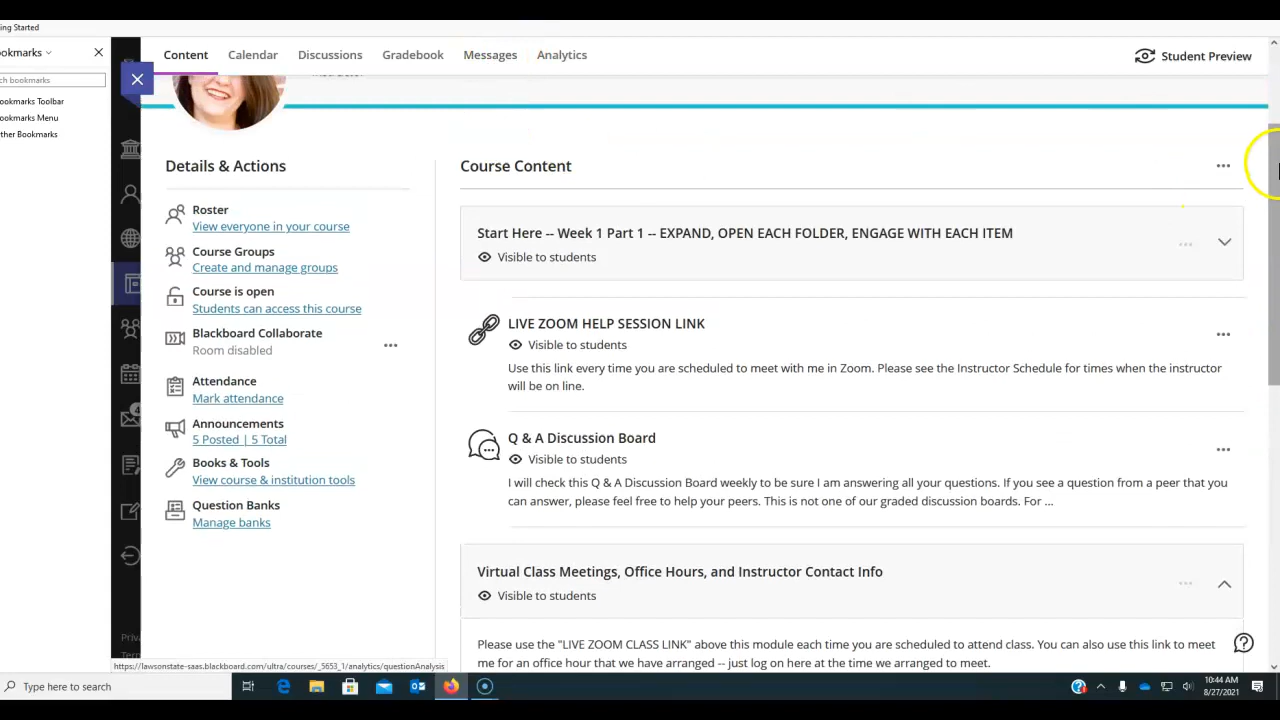 ing Started
ookmarks
ch bookmarks
ookmarks Toolbar
ookmarks Menu
ther Bookmarks
Content Calendar Discussions Gradebook Messages Analytics
Student Preview
Details & Actions
Roster
View everyone in your course
Course Groups
Create and manage groups
Course is open
Students can access this course
Blackboard Collaborate
Room disabled
Attendance
Mark attendance
Announcements
5 Posted | 5 Total
Books & Tools
View course & institution tools
Question Banks
Manage banks
Course Content
Start Here -- Week 1 Part 1 -- EXPAND, OPEN EACH FOLDER, ENGAGE WITH EACH ITEM
Visible to students
LIVE ZOOM HELP SESSION LINK
Visible to students
Use this link every time you are scheduled to meet with me in Zoom. Please see the Instructor Schedule for times when the instructor
will be on line.
Q & A Discussion Board
Visible to students
I will check this Q & A Discussion Board weekly to be sure I am answering all your questions. If you see a question from a peer that you
can answer, please feel free to help your peers. This is not one of our graded discussion boards. For ...
Virtual Class Meetings, Office Hours, and Instructor Contact Info
Visible to students
Please use the "LIVE ZOOM CLASS LINK" above this module each time you are scheduled to attend class. You can also use this link to meet
me for an office hour that we have arranged -- just log on here at the time we arranged to meet.
4
Priva
https://lawsonstate-saas.blackboard.com/ultra/courses/_5653_1/analytics/questionAnalysis
Type here to search
10:44 AM
8/27/2021